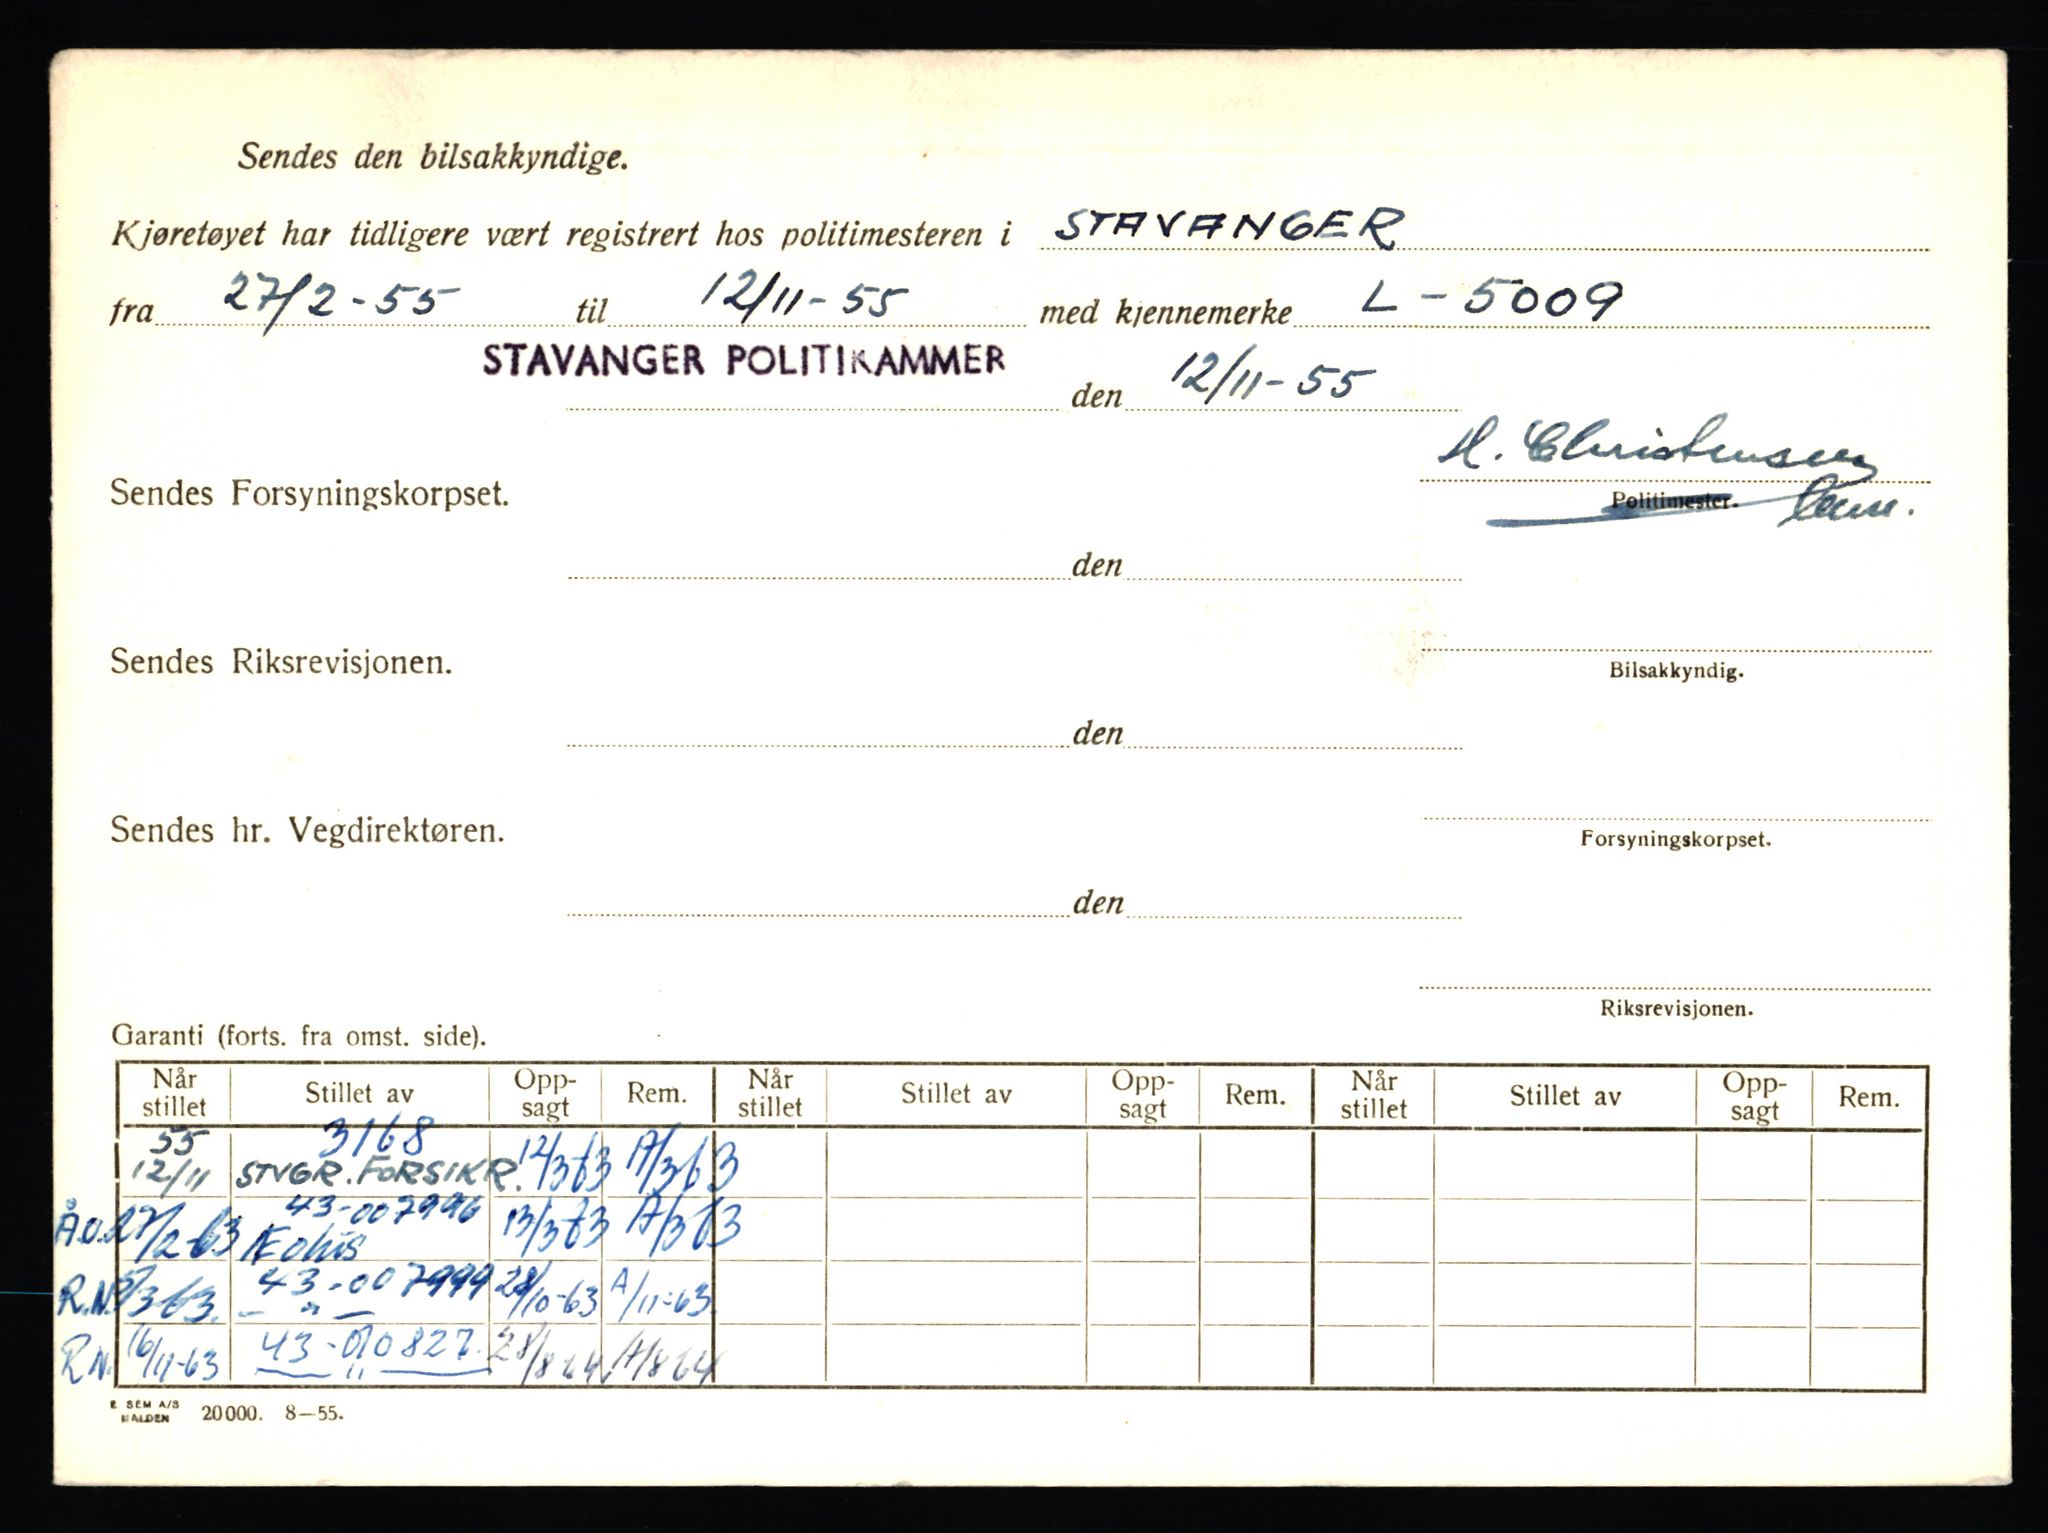 Sendes den bilsakkyndige.
Kjøretøyet har tidligere vært registrert hos politimesteren i STAVANGER
fra 27/2-55 til 12/11-55 med kjennemerke L-5009
STAVANGER POLITIKAMMER den 12/11-55
H. Christensen
Sendes Forsyningskorpset.
Politimester.
den
Sendes Riksrevisjonen.
Bilsakkyndig.
den
Sendes hr. Vegdirektøren.
Forsyningskorpset.
den
Riksrevisjonen.
Garanti (forts. fra omst. side).
Når stillet Stillet av Opp-sagt Rem. Når stillet Stillet av Opp-sagt Rem. Når stillet Stillet av Opp-sagt Rem.
55 3168
12/11 STVGR. FORSIKR. 12/3 63 A/3 63
43-007996
Å.U. 27/2-63 13/3 63 A/3 63
R.N. 43-007999 28/10-63 A/11-63
— " —
R.N. 16/11-63 43-010827. 28/8-64 A/8 64
— " —
E. SEM A/S
HALDEN 20000. 8—55.